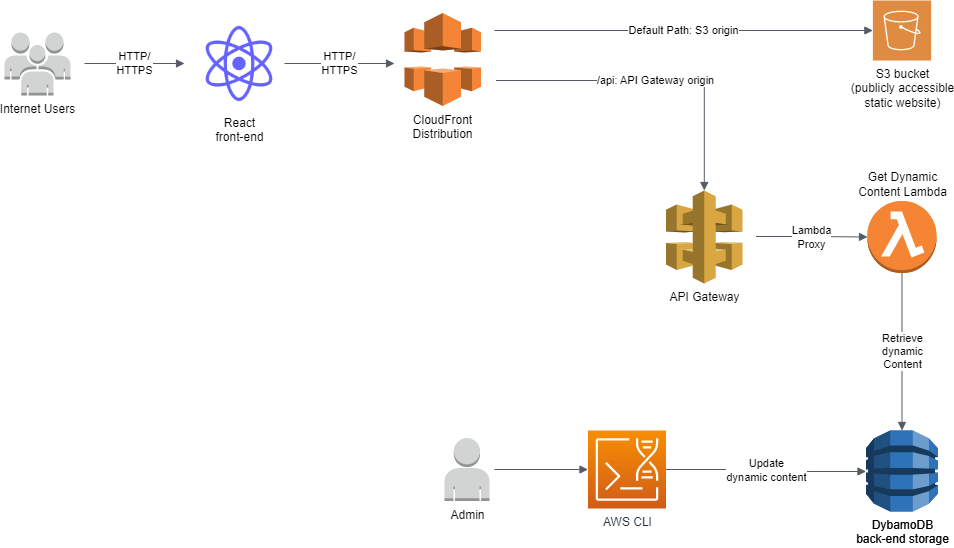 HTTP/
HTTPS
HTTP/
HTTPS
Default Path: S3 origin
/api: API Gateway origin
Internet Users
React
front-end
CloudFront
Distribution
S3 bucket
(publicly accessible
static website)
Get Dynamic
Content Lambda
Lambda
Proxy
API Gateway
Retrieve
dynamic
Content
Update
dynamic content
Admin
AWS CLI
DybamoDB
back-end storage